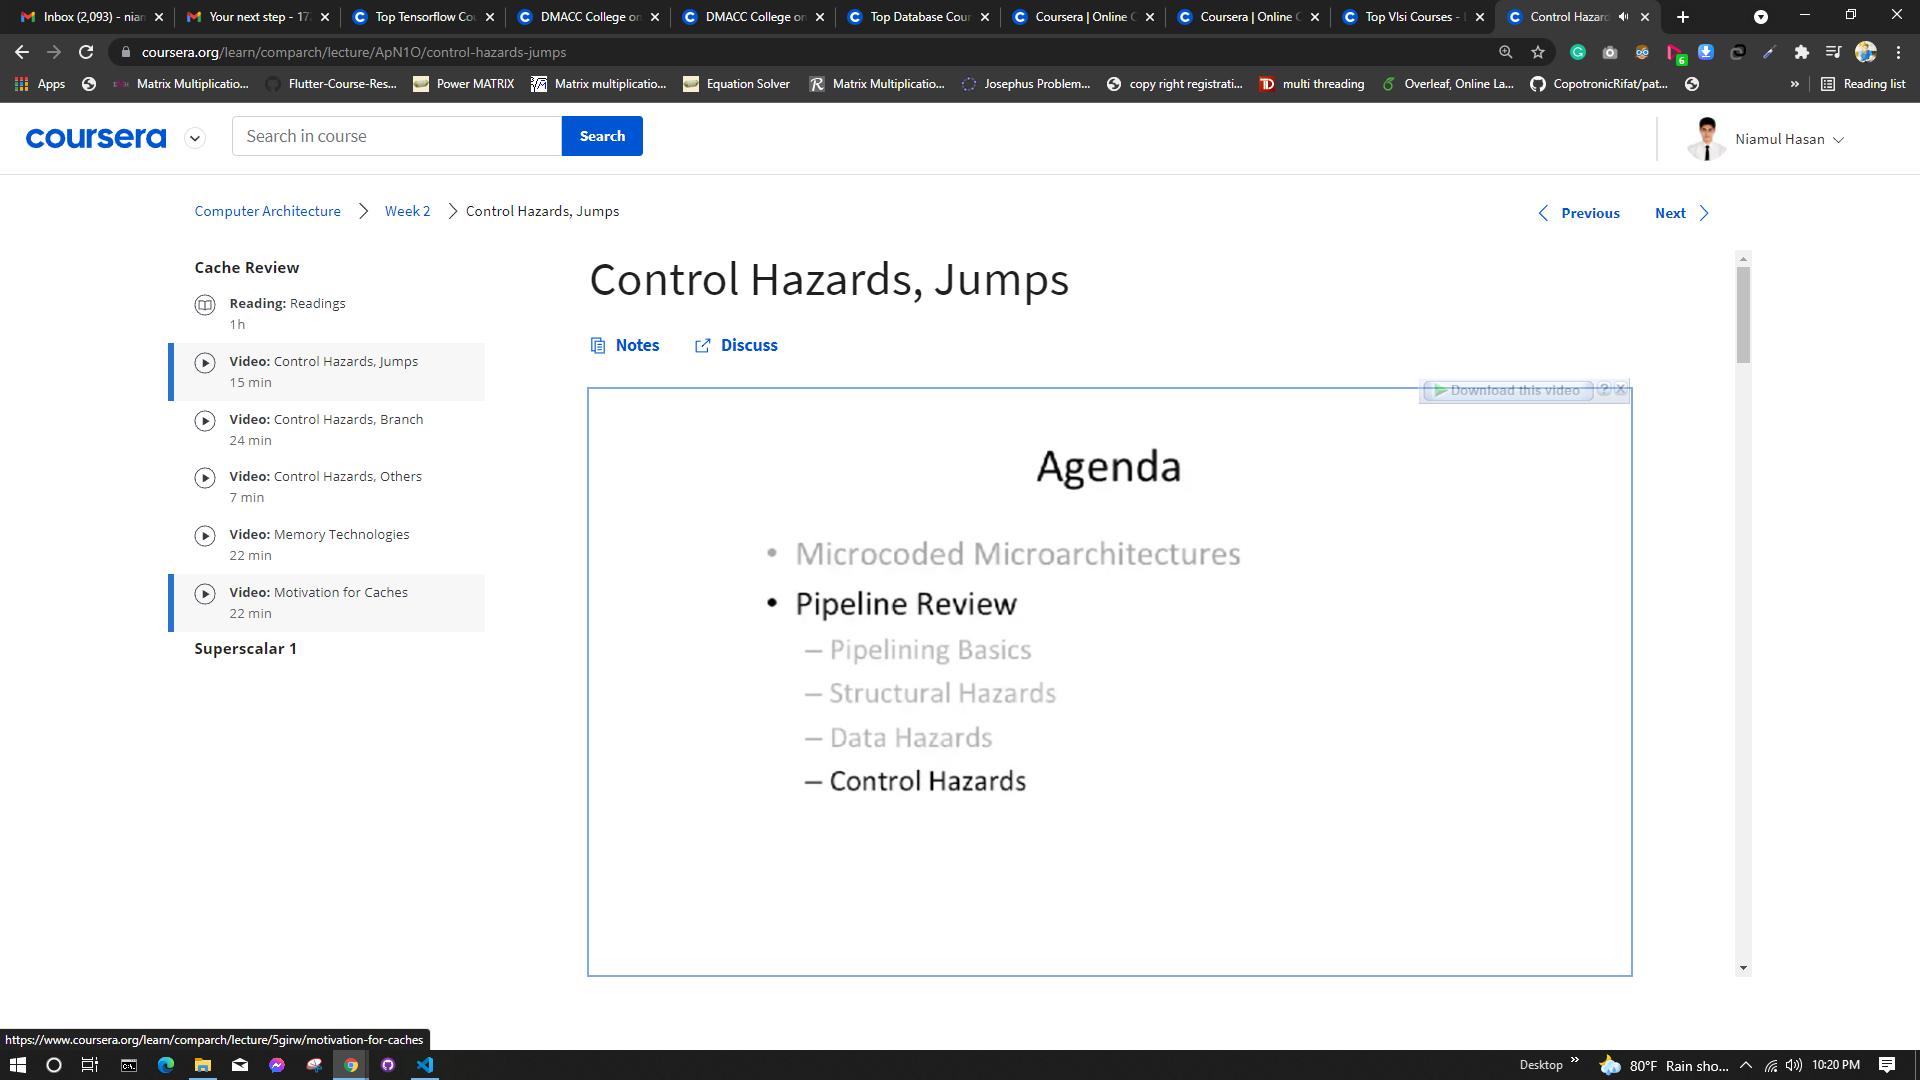 Inbox (2,093) - nian
Your next step - 173
Top Tensorflow Cou
DMACC College on
DMACC College on
Top Database Cour
Coursera | Online C
Coursera | Online C
Top Vlsi Courses - L
Control Hazard
coursera.org/learn/comparch/lecture/ApN1O/control-hazards-jumps
6
Apps
Matrix Multiplicatio...
Flutter-Course-Res...
Power MATRIX
Matrix multiplicatio...
Equation Solver
Matrix Multiplicatio...
Josephus Problem...
copy right registrati...
multi threading
Overleaf, Online La...
CopotronicRifat/pat...
»
Reading list
coursera
Search in course
Search
Niamul Hasan
Computer Architecture
Week 2
Control Hazards, Jumps
Previous
Next
Cache Review
Reading: Readings
1h
Video: Control Hazards, Jumps
15 min
Video: Control Hazards, Branch
24 min
Video: Control Hazards, Others
7 min
Video: Memory Technologies
22 min
Video: Motivation for Caches
22 min
Superscalar 1
Control Hazards, Jumps
Notes
Discuss
Download this video
Agenda
• Microcoded Microarchitectures
• Pipeline Review
– Pipelining Basics
– Structural Hazards
– Data Hazards
– Control Hazards
https://www.coursera.org/learn/comparch/lecture/5girw/motivation-for-caches
Desktop
80°F Rain sho...
10:20 PM